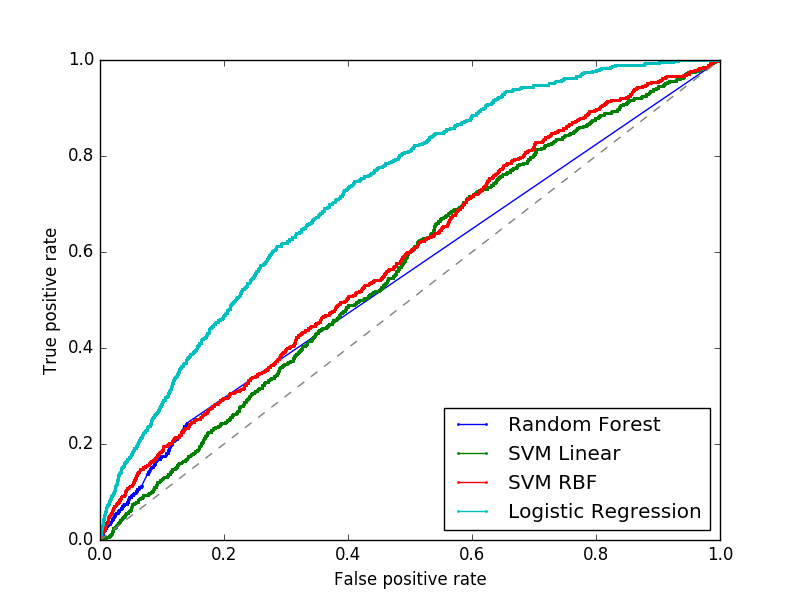 1.0
0.8
0.6
0.4
0.2
0.0
True positive rate
0.0 0.2 0.4 0.6 0.8 1.0
False positive rate
Random Forest
SVM Linear
SVM RBF
Logistic Regression